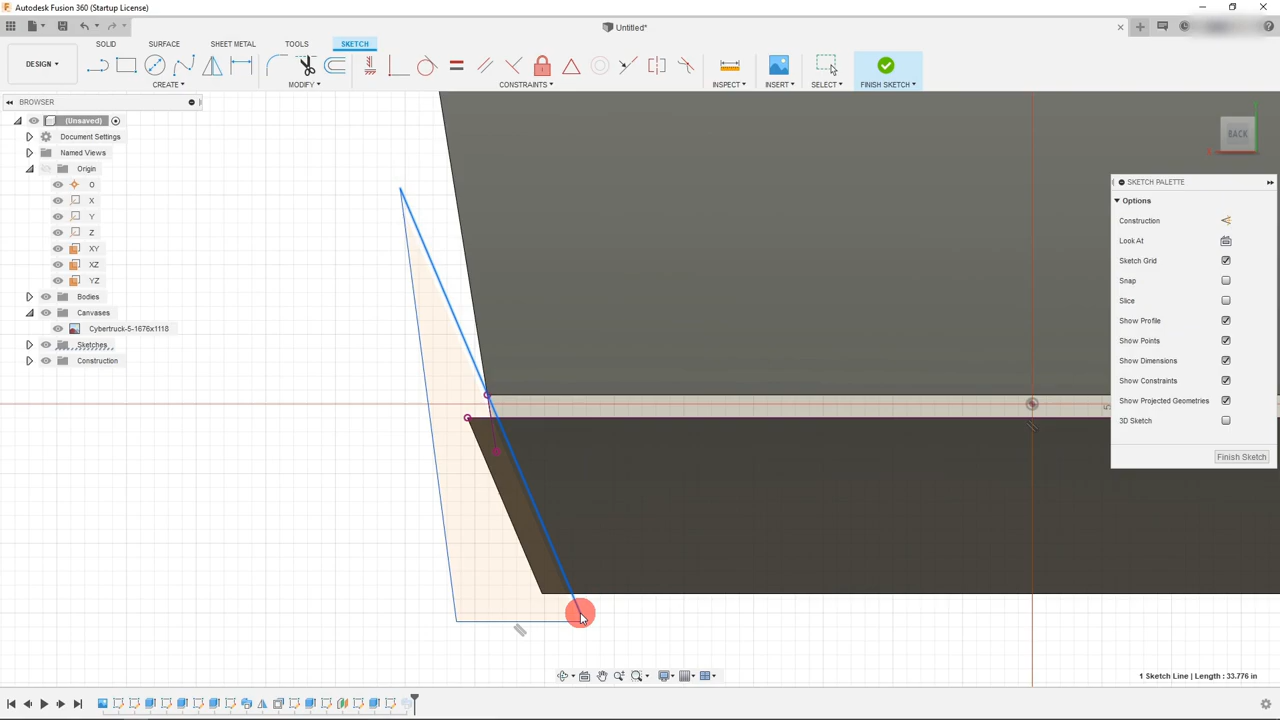 Autodesk Fusion 360 (Startup License)
Untitled*
SOLID SURFACE SHEET METAL TOOLS SKETCH
DESIGN
CREATE MODIFY CONSTRAINTS INSPECT INSERT SELECT FINISH SKETCH
BROWSER
(Unsaved)
Document Settings
Named Views
Origin
O
X
Y
Z
XY
XZ
YZ
Bodies
Canvases
Cybertruck-5-1676x1118
Sketches
Construction
BACK
SKETCH PALETTE
Options
Construction
Look At
Sketch Grid
Snap
Slice
Show Profile
Show Points
Show Dimensions
Show Constraints
Show Projected Geometries
3D Sketch
Finish Sketch
1 Sketch Line | Length : 33.776 in